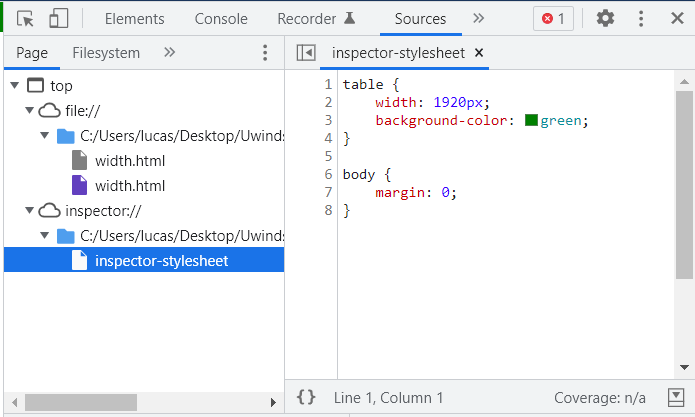 Elements Console Recorder Sources » 1
Page Filesystem » inspector-stylesheet ×
top
file://
C:/Users/lucas/Desktop/Uwinds
width.html
width.html
inspector://
C:/Users/lucas/Desktop/Uwinds
inspector-stylesheet
1 table {
2     width: 1920px;
3     background-color: green;
4 }
5
6 body {
7     margin: 0;
8 }
{} Line 1, Column 1 Coverage: n/a